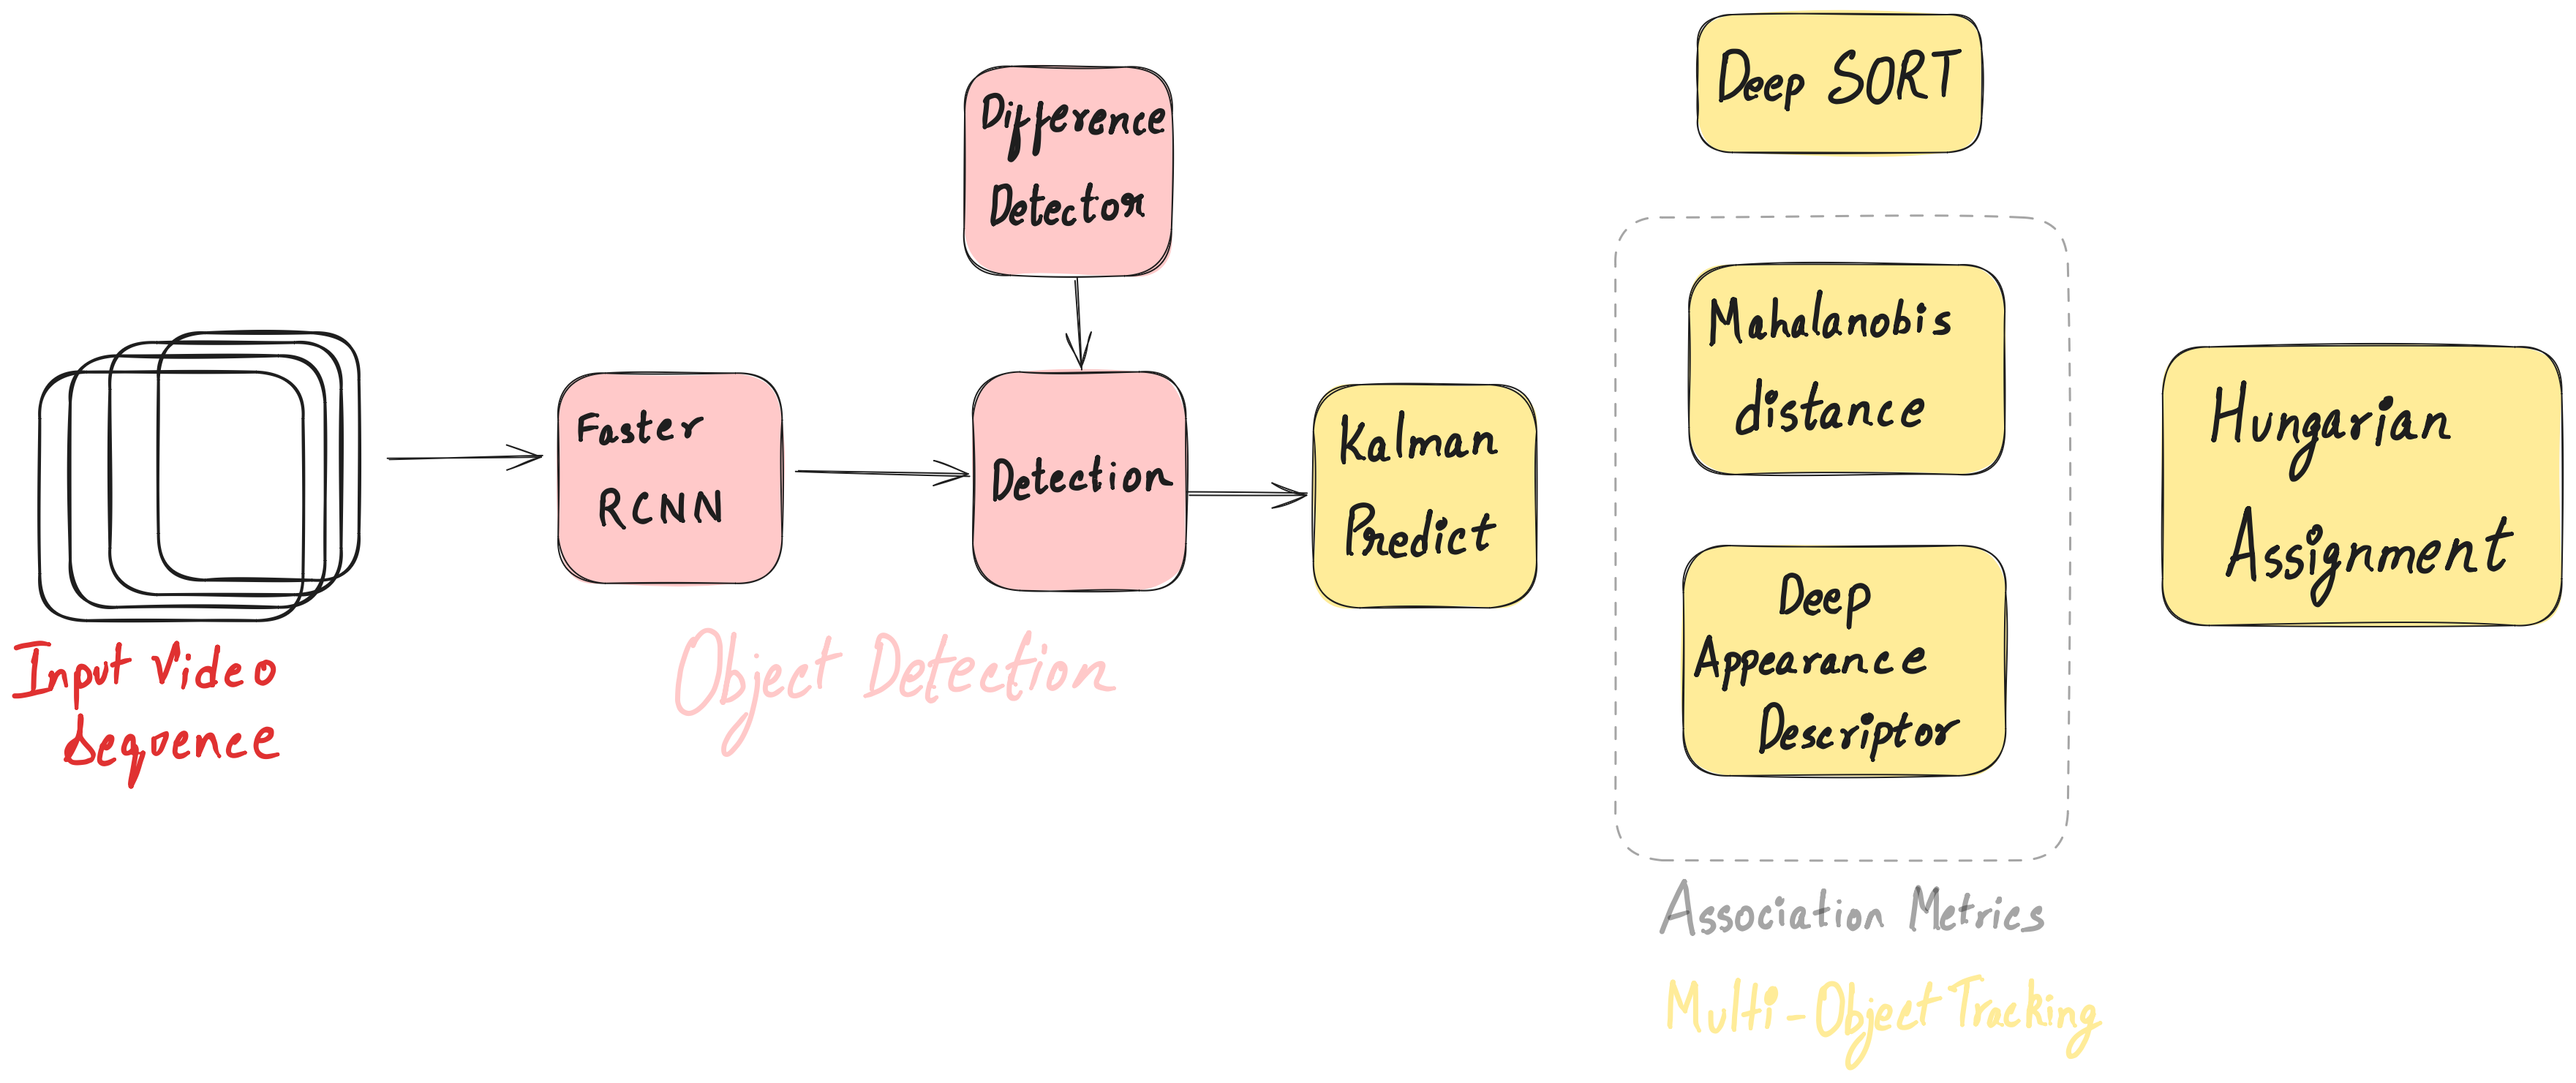 Input Video
Sequence
Faster
RCNN
Difference
Detector
Detection
Object Detection
Kalman
Predict
Deep SORT
Mahalanobis
distance
Deep
Appearance
Descriptor
Association Metrics
Multi-Object Tracking
Hungarian
Assignment